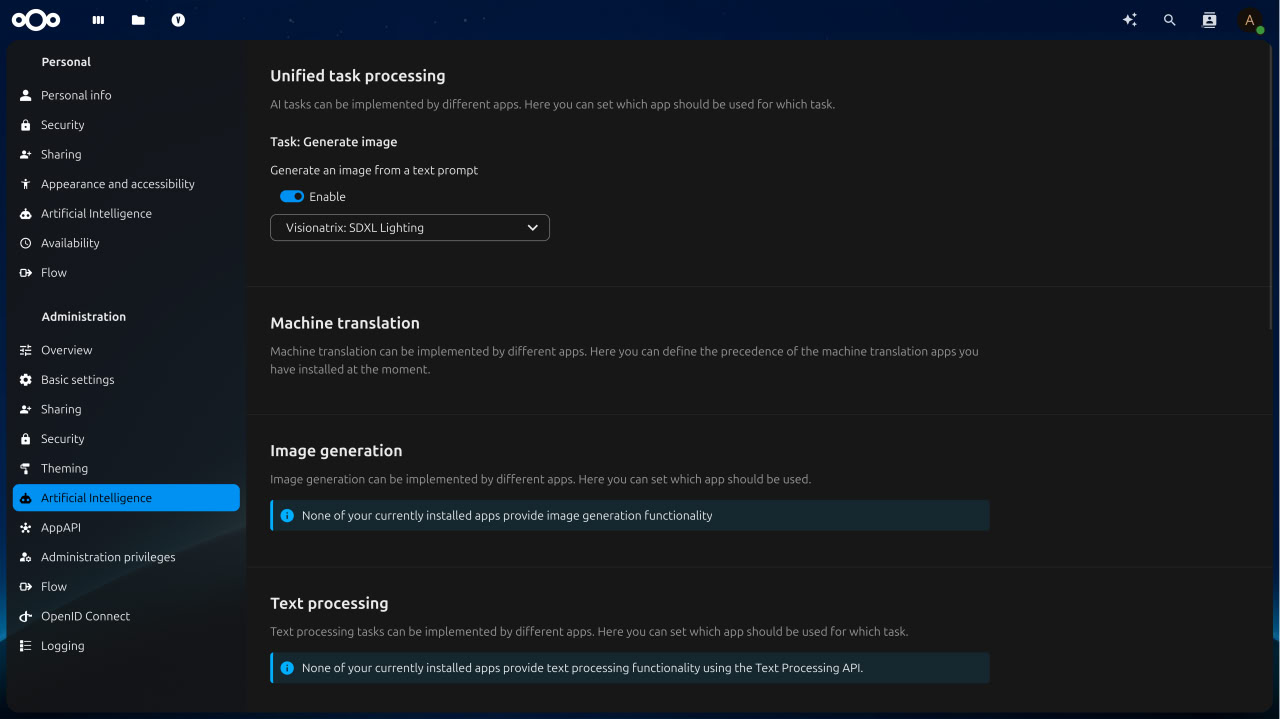 V
A
Personal
Personal info
Security
Sharing
Appearance and accessibility
Artificial Intelligence
Availability
Flow
Administration
Overview
Basic settings
Sharing
Security
Theming
Artificial Intelligence
AppAPI
Administration privileges
Flow
OpenID Connect
Logging
Unified task processing
AI tasks can be implemented by different apps. Here you can set which app should be used for which task.
Task: Generate image
Generate an image from a text prompt
Enable
Visionatrix: SDXL Lighting
Machine translation
Machine translation can be implemented by different apps. Here you can define the precedence of the machine translation apps you
have installed at the moment.
Image generation
Image generation can be implemented by different apps. Here you can set which app should be used.
None of your currently installed apps provide image generation functionality
Text processing
Text processing tasks can be implemented by different apps. Here you can set which app should be used for which task.
None of your currently installed apps provide text processing functionality using the Text Processing API.